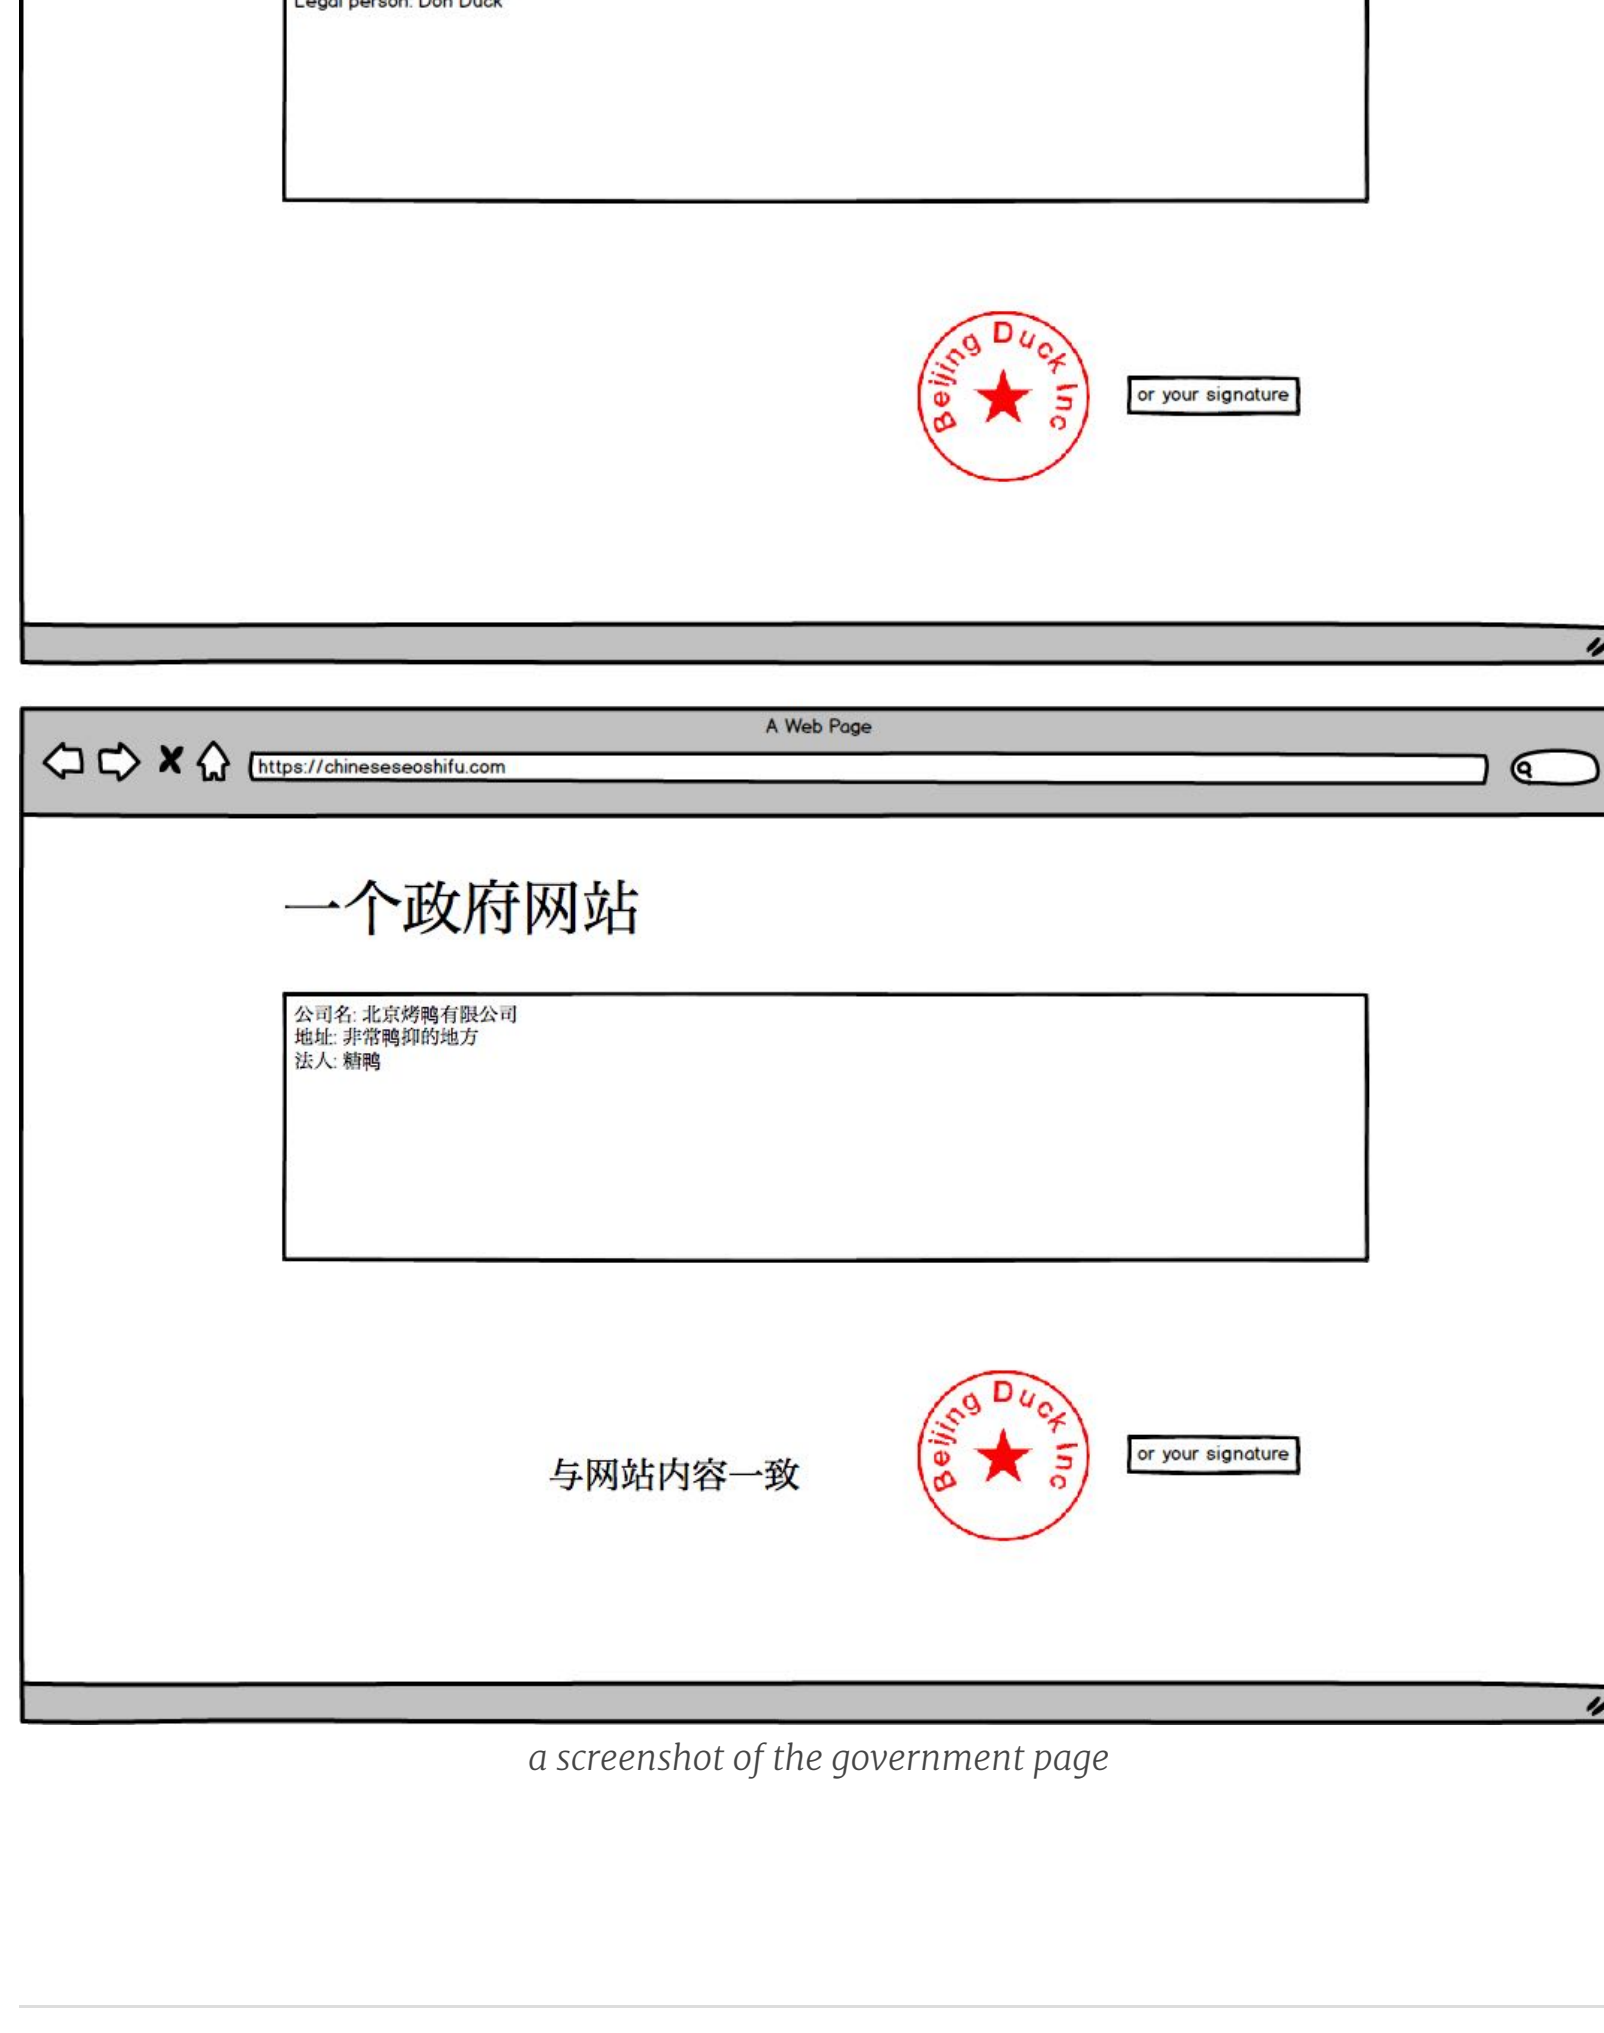 Legal person: Don Duck
Beijing Duck Inc
or your signature
A Web Page
https://chineseseoshifu.com
一个政府网站
公司名: 北京烤鸭有限公司
地址: 非常鸭抑的地方
法人: 糖鸭
Beijing Duck Inc
or your signature
与网站内容一致
a screenshot of the government page